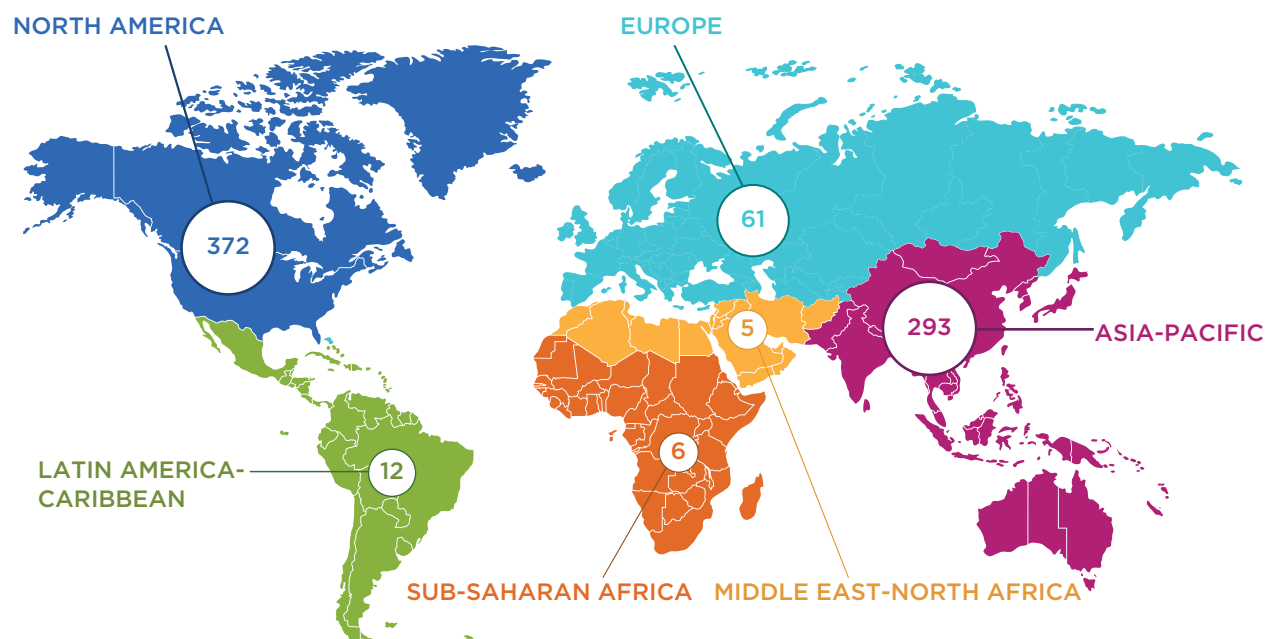 NORTH AMERICA
EUROPE
372
61
5
293
ASIA-PACIFIC
6
12
LATIN AMERICA-
CARIBBEAN
SUB-SAHARAN AFRICA
MIDDLE EAST-NORTH AFRICA